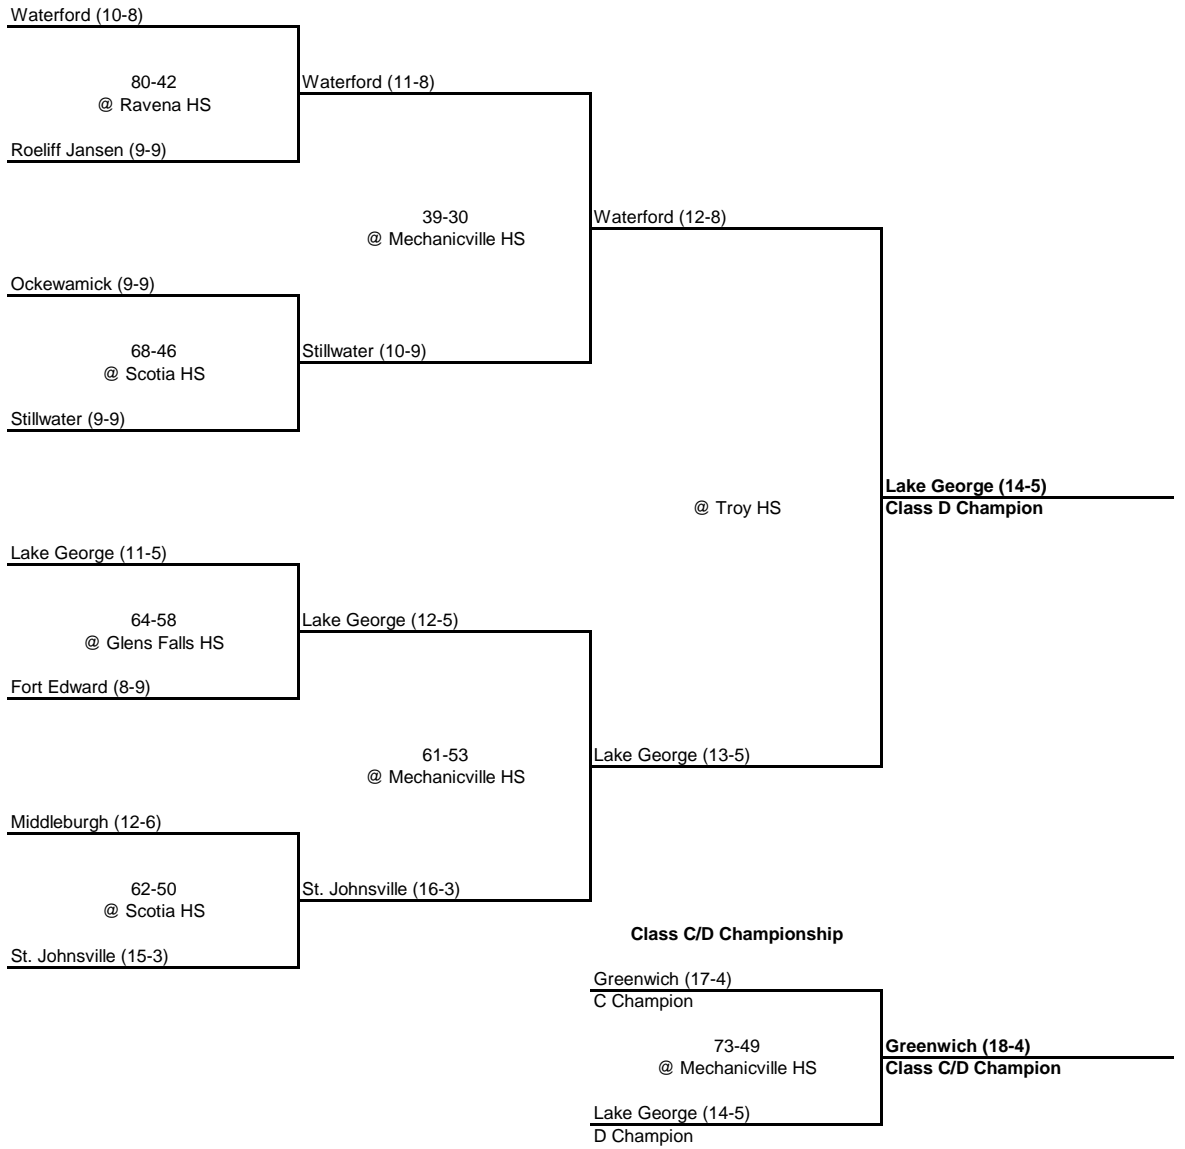 Waterford (10-8)
80-42
@ Ravena HS
Waterford (11-8)
Roeliff Jansen (9-9)
39-30
@ Mechanicville HS
Waterford (12-8)
Ockewamick (9-9)
68-46
@ Scotia HS
Stillwater (10-9)
Stillwater (9-9)
@ Troy HS
Lake George (14-5)
Class D Champion
Lake George (11-5)
64-58
@ Glens Falls HS
Lake George (12-5)
Fort Edward (8-9)
61-53
@ Mechanicville HS
Lake George (13-5)
Middleburgh (12-6)
62-50
@ Scotia HS
St. Johnsville (16-3)
St. Johnsville (15-3)
Class C/D Championship
Greenwich (17-4)
C Champion
73-49
@ Mechanicville HS
Greenwich (18-4)
Class C/D Champion
Lake George (14-5)
D Champion